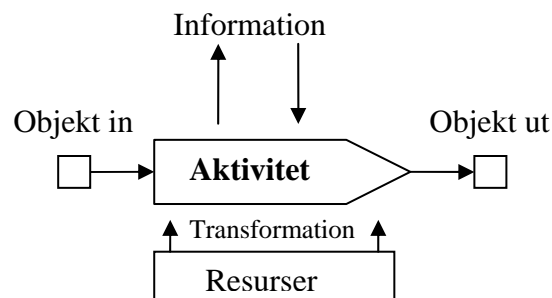 Information
Objekt in
Objekt ut
Aktivitet
Transformation
Resurser